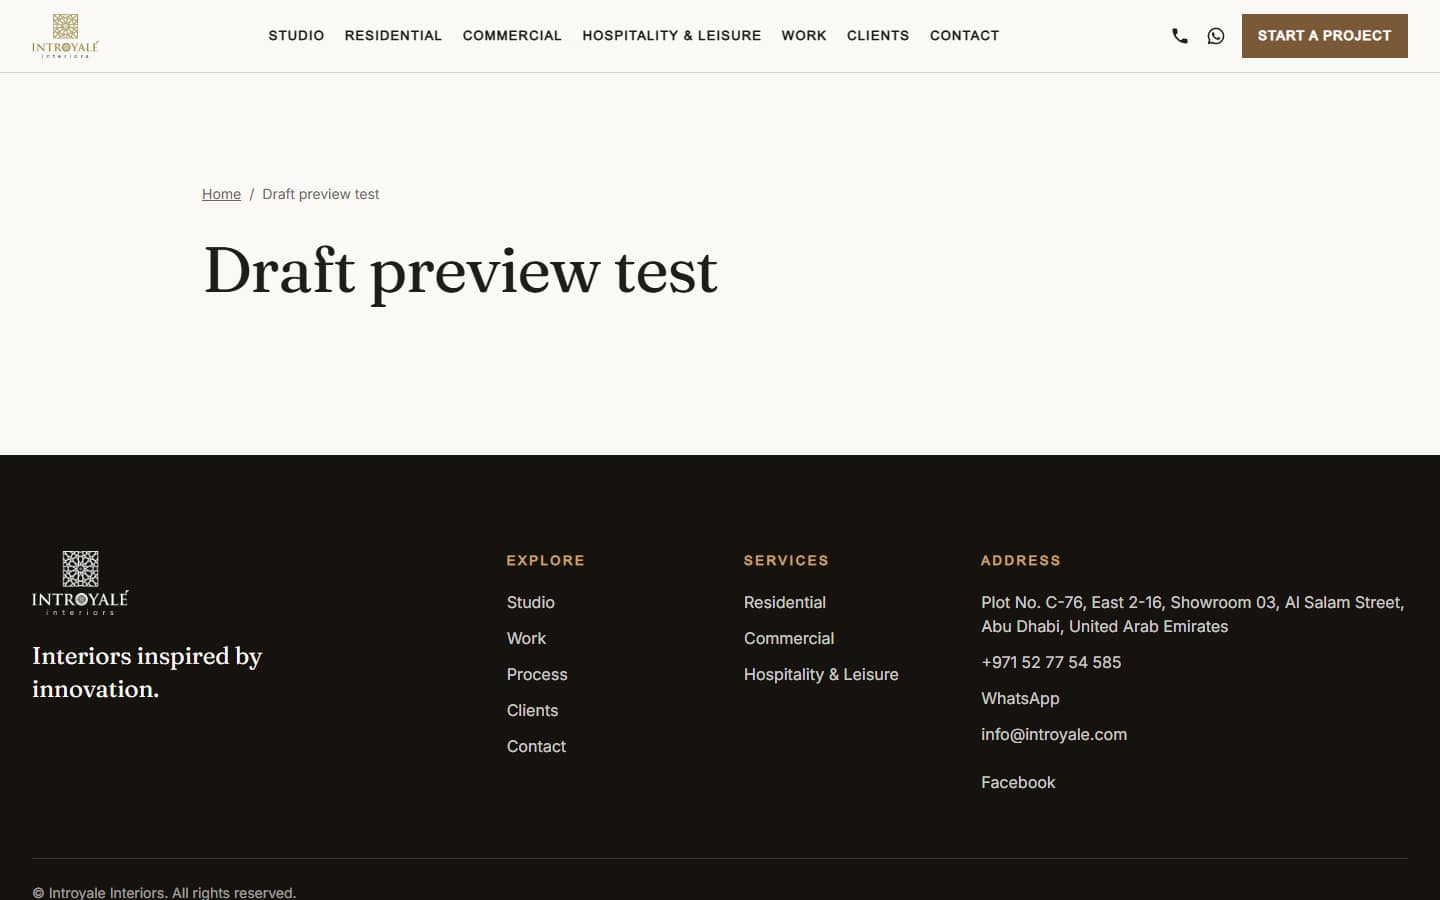 INTROYALÉ
interiors
STUDIO RESIDENTIAL COMMERCIAL HOSPITALITY & LEISURE WORK CLIENTS CONTACT
START A PROJECT
Home / Draft preview test
Draft preview test
INTROYALÉ
interiors
Interiors inspired by
innovation.
EXPLORE
Studio
Work
Process
Clients
Contact
SERVICES
Residential
Commercial
Hospitality & Leisure
ADDRESS
Plot No. C-76, East 2-16, Showroom 03, Al Salam Street,
Abu Dhabi, United Arab Emirates
+971 52 77 54 585
WhatsApp
info@introyale.com
Facebook
© Introyale Interiors. All rights reserved.